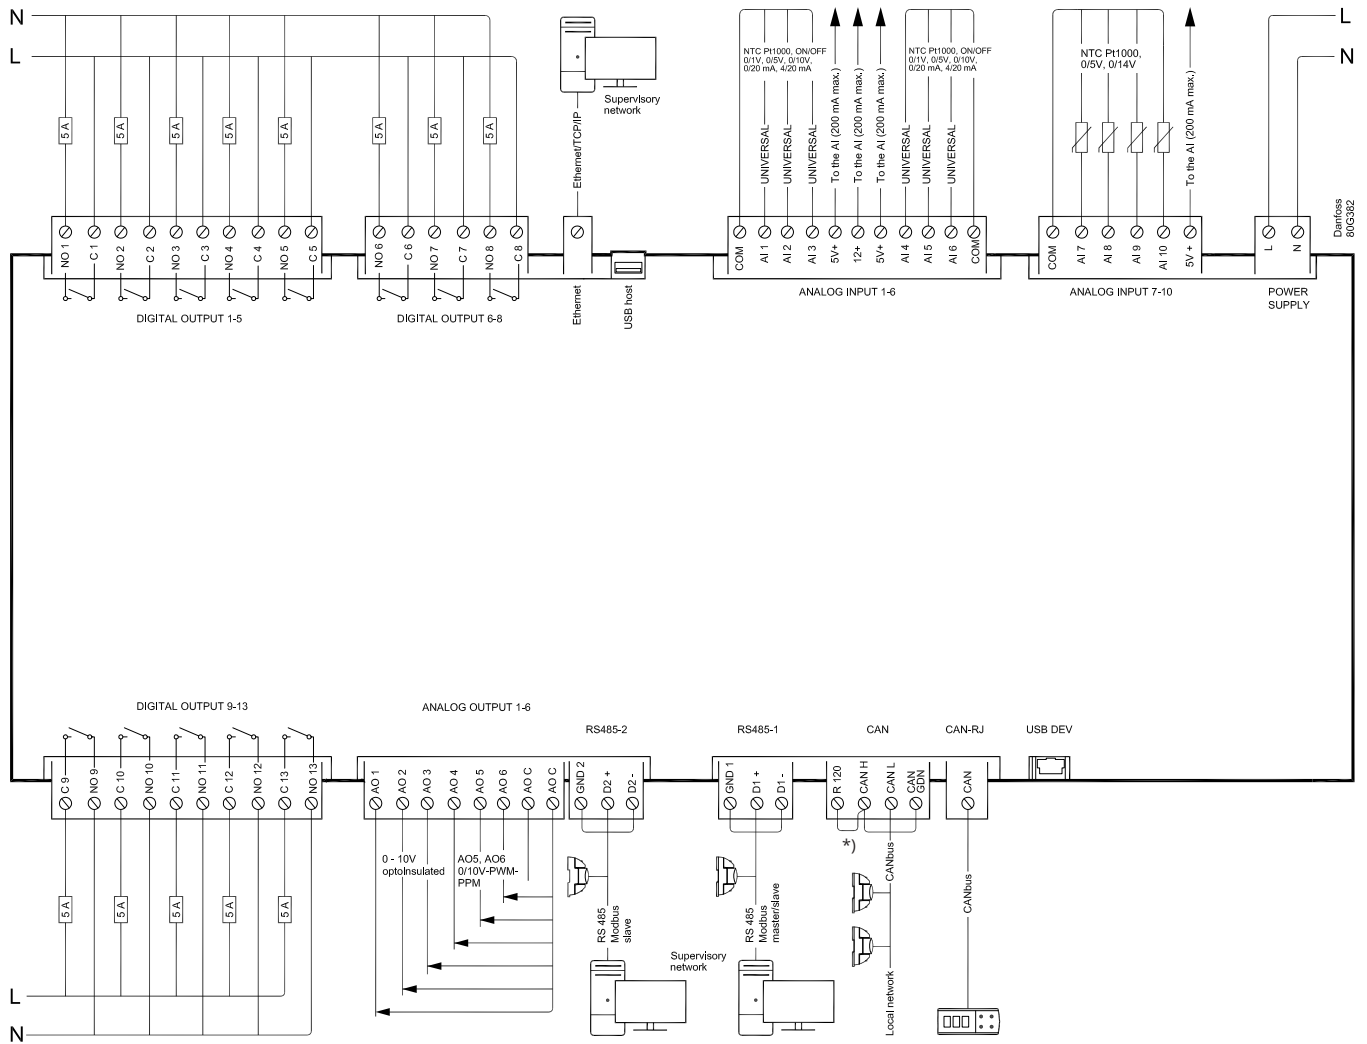 N
L
5 A
5 A
5 A
5 A
5 A
5 A
5 A
5 A
Ethernet/TCP/IP
Supervlsory
network
NTC Pt1000, ON/OFF
0/1V, 0/5V, 0/10V,
0/20 mA, 4/20 mA
UNIVERSAL
UNIVERSAL
UNIVERSAL
To the AI (200 mA max.)
To the AI (200 mA max.)
To the AI (200 mA max.)
NTC Pt1000, ON/OFF
0/1V, 0/5V, 0/10V,
0/20 mA, 4/20 mA
UNIVERSAL
UNIVERSAL
UNIVERSAL
NTC Pt1000,
0/5V, 0/14V
To the AI (200 mA max.)
L
N
Danfoss
80G382
NO 1
C 1
NO 2
C 2
NO 3
C 3
NO 4
C 4
NO 5
C 5
DIGITAL OUTPUT 1-5
NO 6
C 6
NO 7
C 7
NO 8
C 8
DIGITAL OUTPUT 6-8
Ethernet
USB host
COM
AI 1
AI 2
AI 3
5V+
12+
5V+
AI 4
AI 5
AI 6
COM
ANALOG INPUT 1-6
COM
AI 7
AI 8
AI 9
AI 10
5V +
ANALOG INPUT 7-10
L
N
POWER
SUPPLY
DIGITAL OUTPUT 9-13
C 9
NO 9
C 10
NO 10
C 11
NO 11
C 12
NO 12
C 13
NO 13
5 A
5 A
5 A
5 A
5 A
L
N
ANALOG OUTPUT 1-6
AO 1
AO 2
AO 3
AO 4
AO 5
AO 6
AO C
AO C
0 - 10V
optoInsulated
AO5, AO6
0/10V-PWM-
PPM
RS485-2
GND 2
D2 +
D2 -
RS 485
Modbus
slave
Supervisory
network
RS485-1
GND 1
D1 +
D1 -
RS 485
Modbus
master/slave
CAN
R 120
CAN H
CAN L
CAN
GDN
*)
CANbus
Local network
CAN-RJ
CAN
CANbus
USB DEV